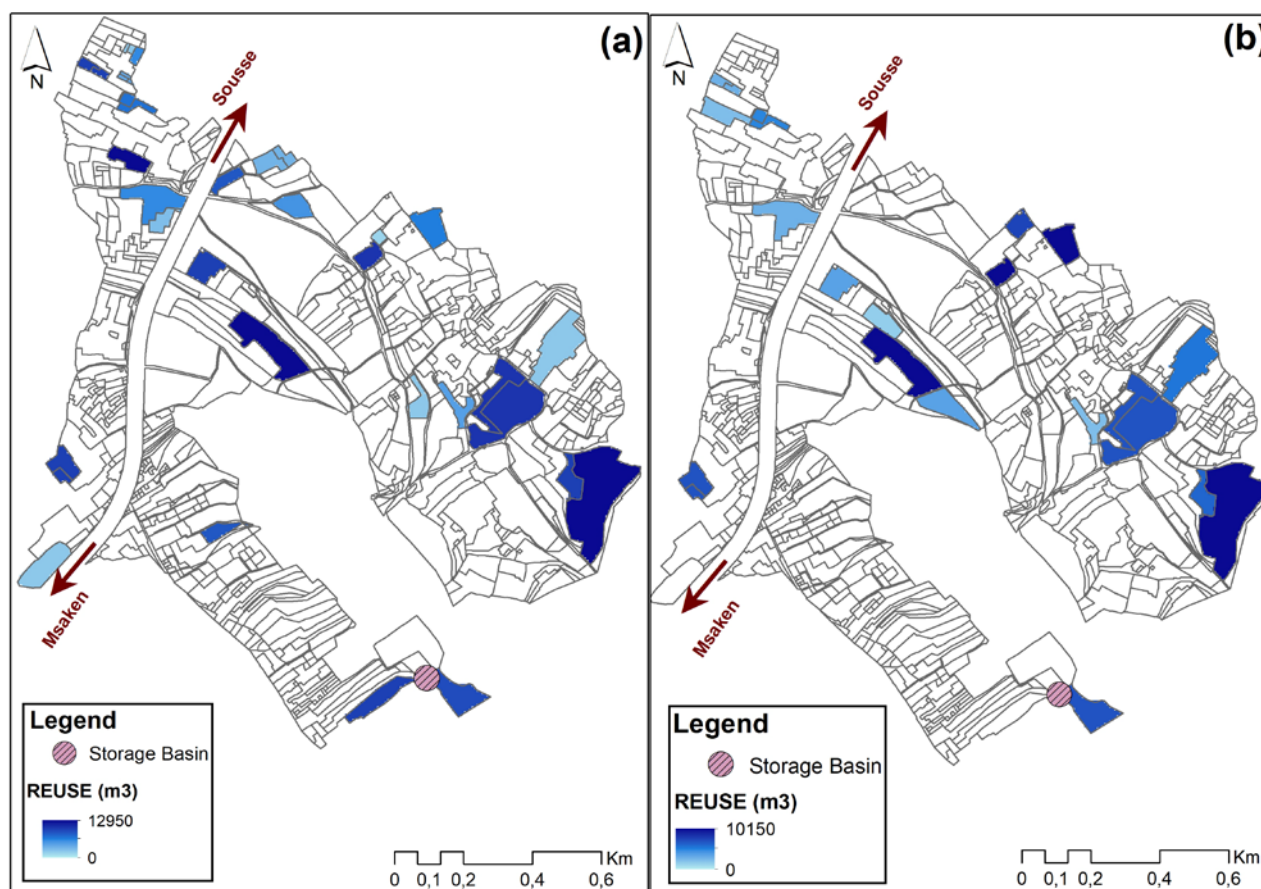 (a)
N
Sousse
Msaken
Legend
Storage Basin
REUSE (m3)
12950
0
Km
0 0,1 0,2 0,4 0,6
(b)
N
Sousse
Msaken
Legend
Storage Basin
REUSE (m3)
10150
0
Km
0 0,1 0,2 0,4 0,6